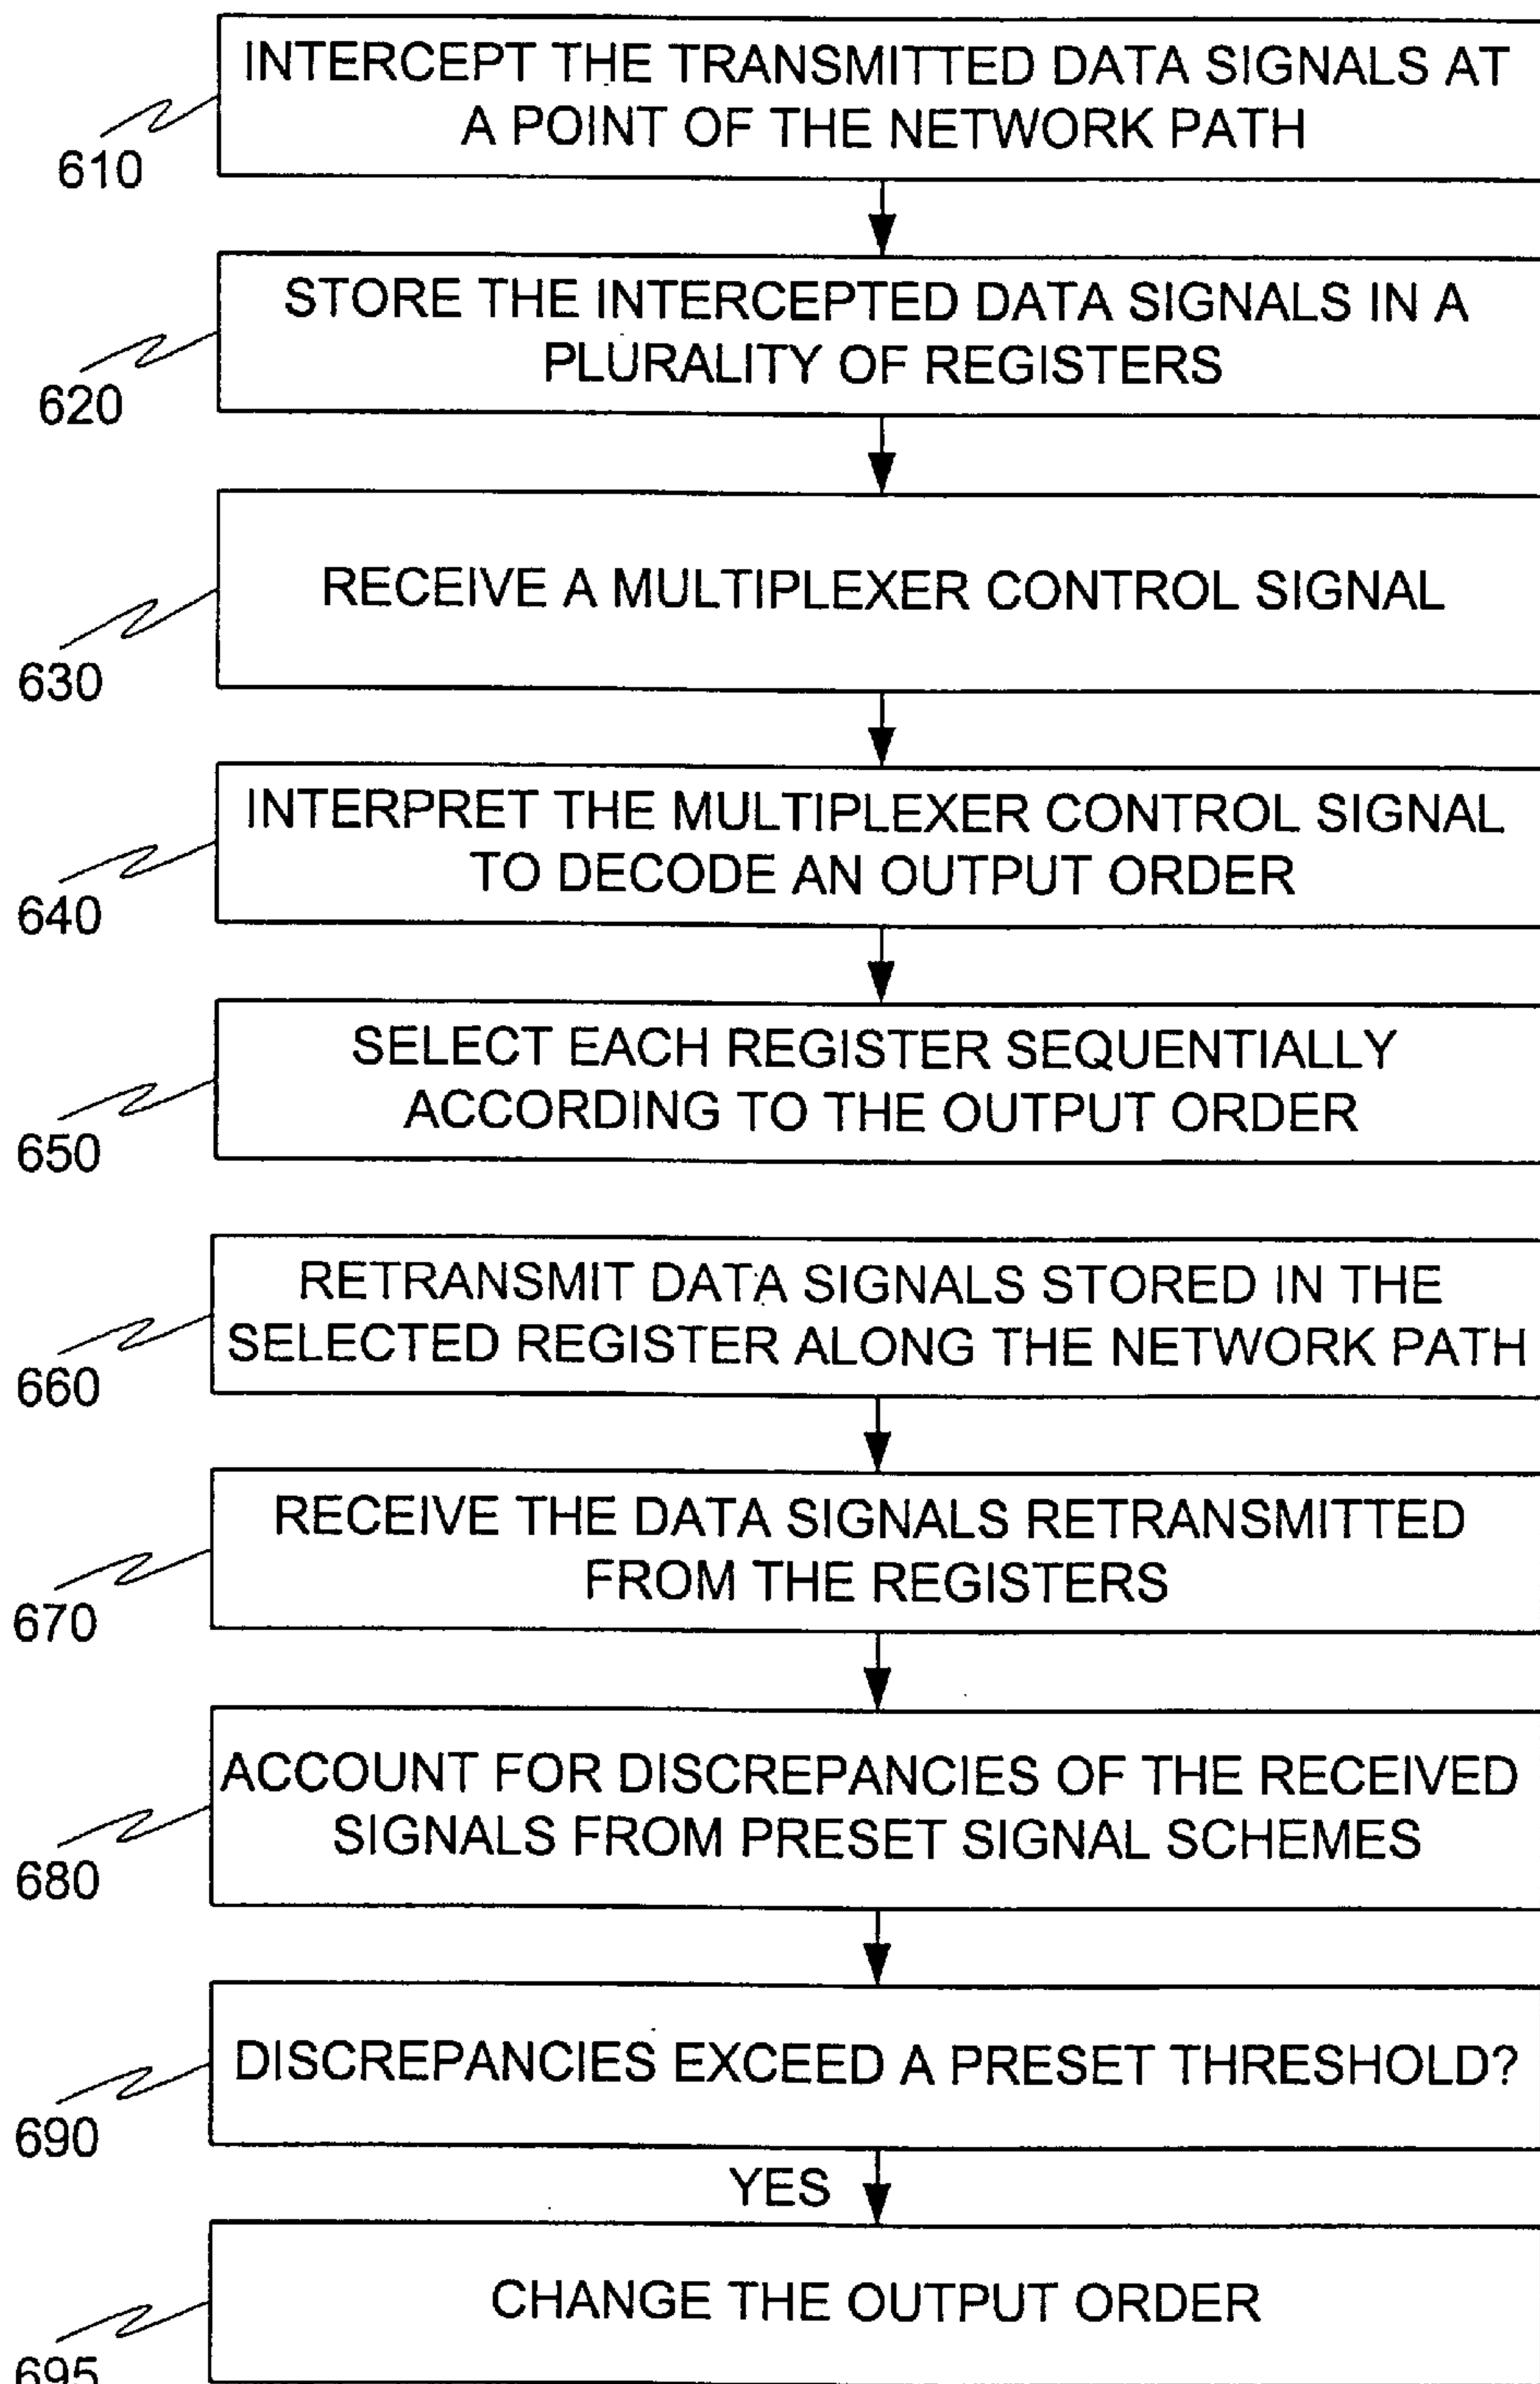 INTERCEPT THE TRANSMITTED DATA SIGNALS AT
A POINT OF THE NETWORK PATH
610
STORE THE INTERCEPTED DATA SIGNALS IN A
PLURALITY OF REGISTERS
620
RECEIVE A MULTIPLEXER CONTROL SIGNAL
630
INTERPRET THE MULTIPLEXER CONTROL SIGNAL
TO DECODE AN OUTPUT ORDER
640
SELECT EACH REGISTER SEQUENTIALLY
ACCORDING TO THE OUTPUT ORDER
650
RETRANSMIT DATA SIGNALS STORED IN THE
SELECTED REGISTER ALONG THE NETWORK PATH
660
RECEIVE THE DATA SIGNALS RETRANSMITTED
FROM THE REGISTERS
670
ACCOUNT FOR DISCREPANCIES OF THE RECEIVED
SIGNALS FROM PRESET SIGNAL SCHEMES
680
DISCREPANCIES EXCEED A PRESET THRESHOLD?
690
YES
CHANGE THE OUTPUT ORDER
695